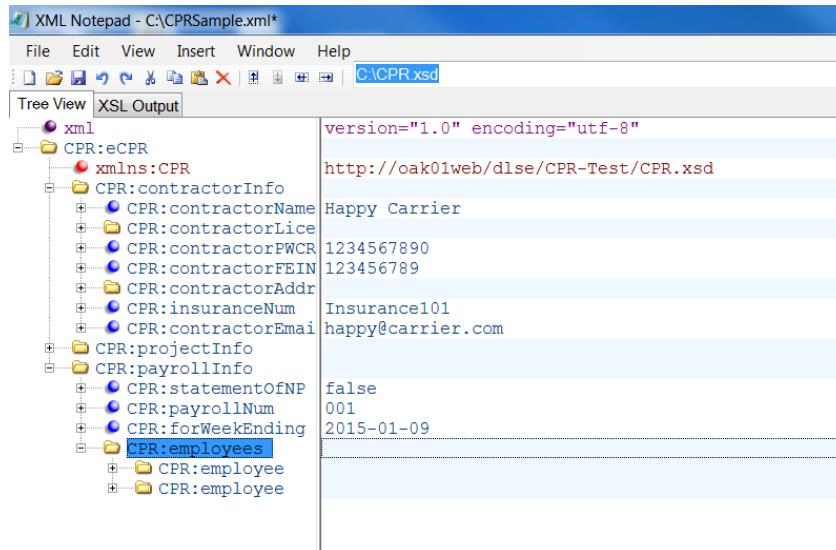 XML Notepad - C:\CPRSample.xml*
File Edit View Insert Window Help
C:\CPR.xsd
Tree View XSL Output
xml version="1.0" encoding="utf-8"
CPR:eCPR
xmlns:CPR http://oak01web/dlse/CPR-Test/CPR.xsd
CPR:contractorInfo
CPR:contractorName Happy Carrier
CPR:contractorLice
CPR:contractorPWCR 1234567890
CPR:contractorFEIN 123456789
CPR:contractorAddr
CPR:insuranceNum Insurance101
CPR:contractorEmai happy@carrier.com
CPR:projectInfo
CPR:payrollInfo
CPR:statementOfNP false
CPR:payrollNum 001
CPR:forWeekEnding 2015-01-09
CPR:employees
CPR:employee
CPR:employee